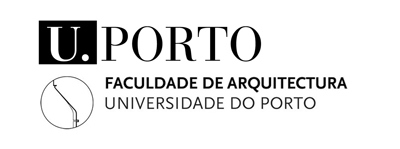 U.PORTO
FACULDADE DE ARQUITECTURA
UNIVERSIDADE DO PORTO